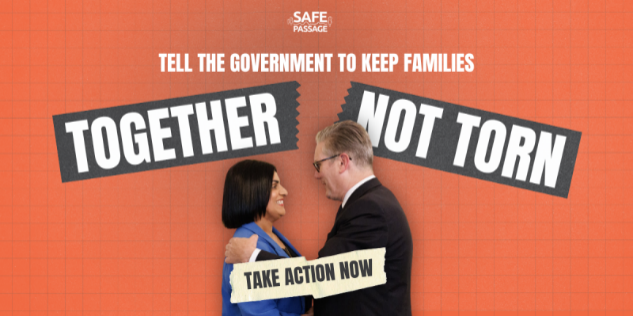 SAFE
PASSAGE
TELL THE GOVERNMENT TO KEEP FAMILIES
TOGETHER NOT TORN
TAKE ACTION NOW